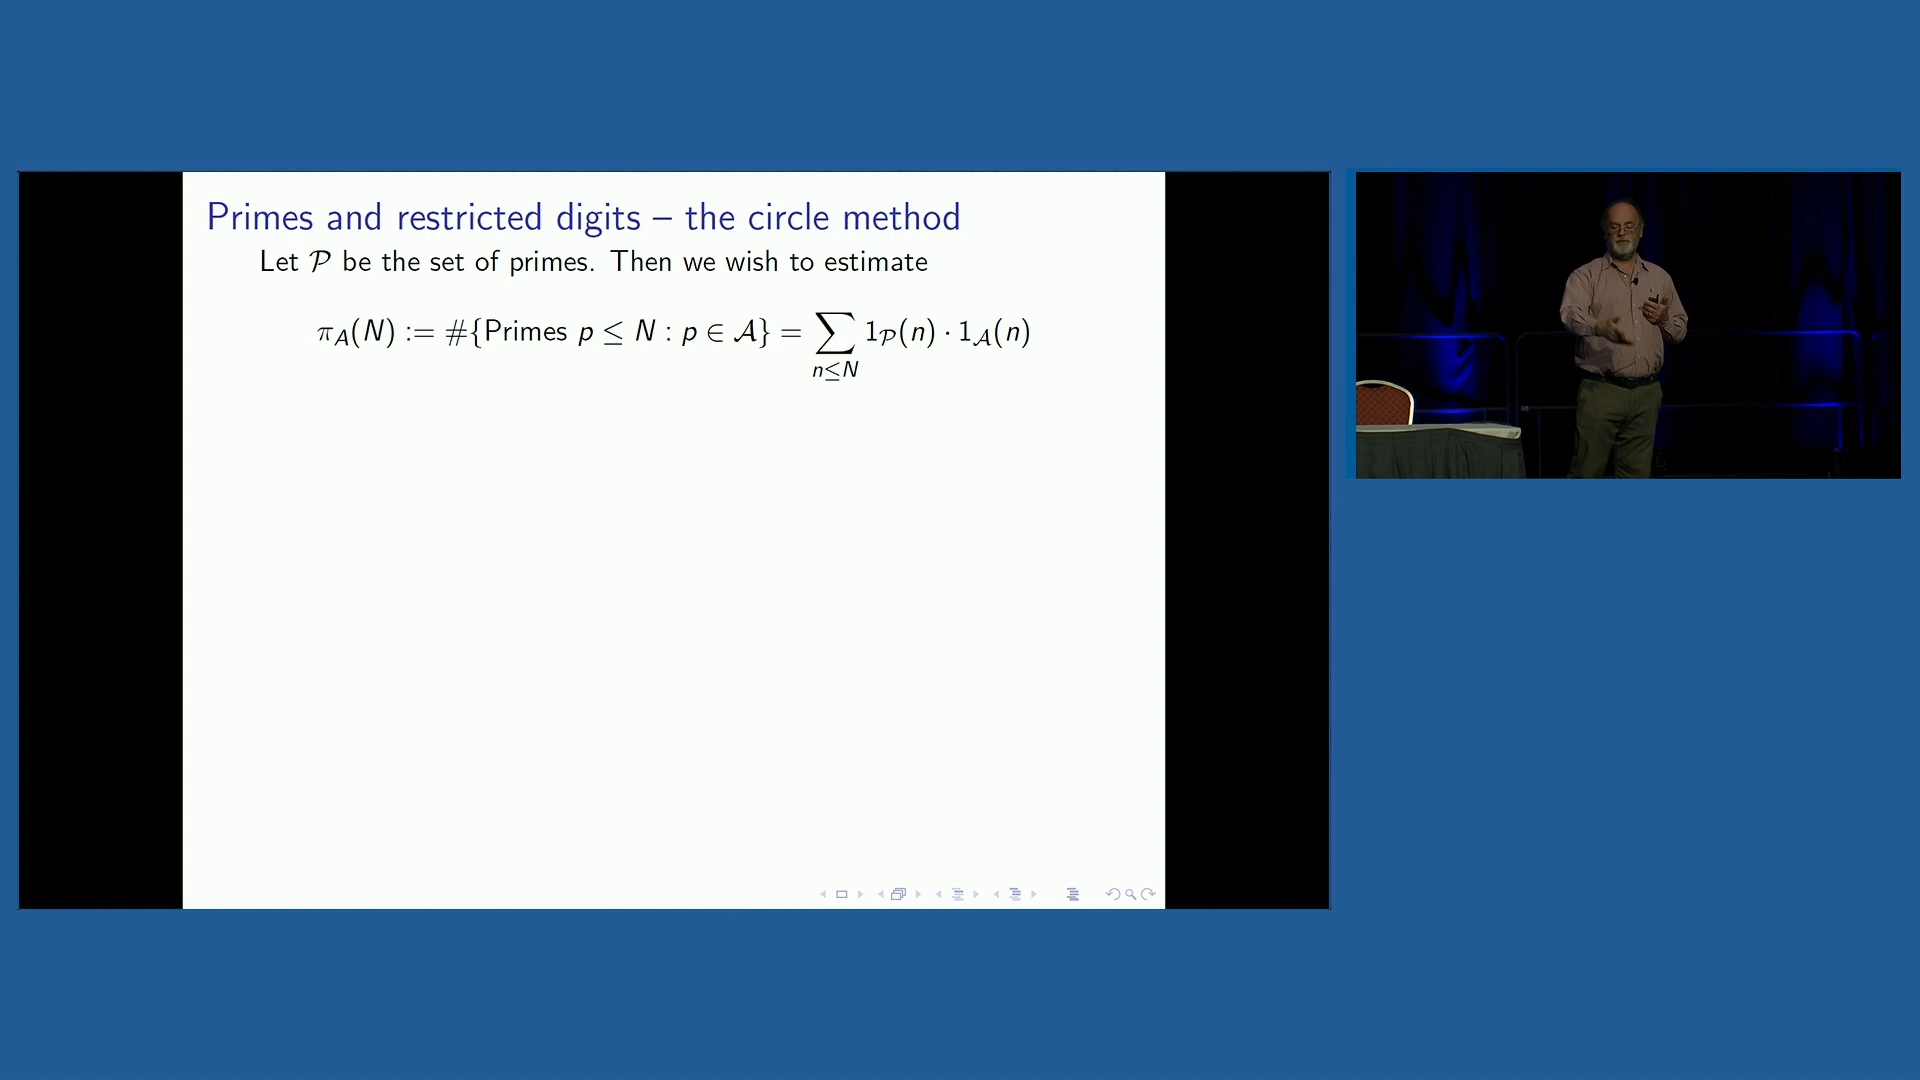 Primes and restricted digits – the circle method
Let 𝒫 be the set of primes. Then we wish to estimate
π_A(N) := #{Primes p ≤ N : p ∈ 𝒜} = ∑_{n≤N} 1_𝒫(n) · 1_𝒜(n)